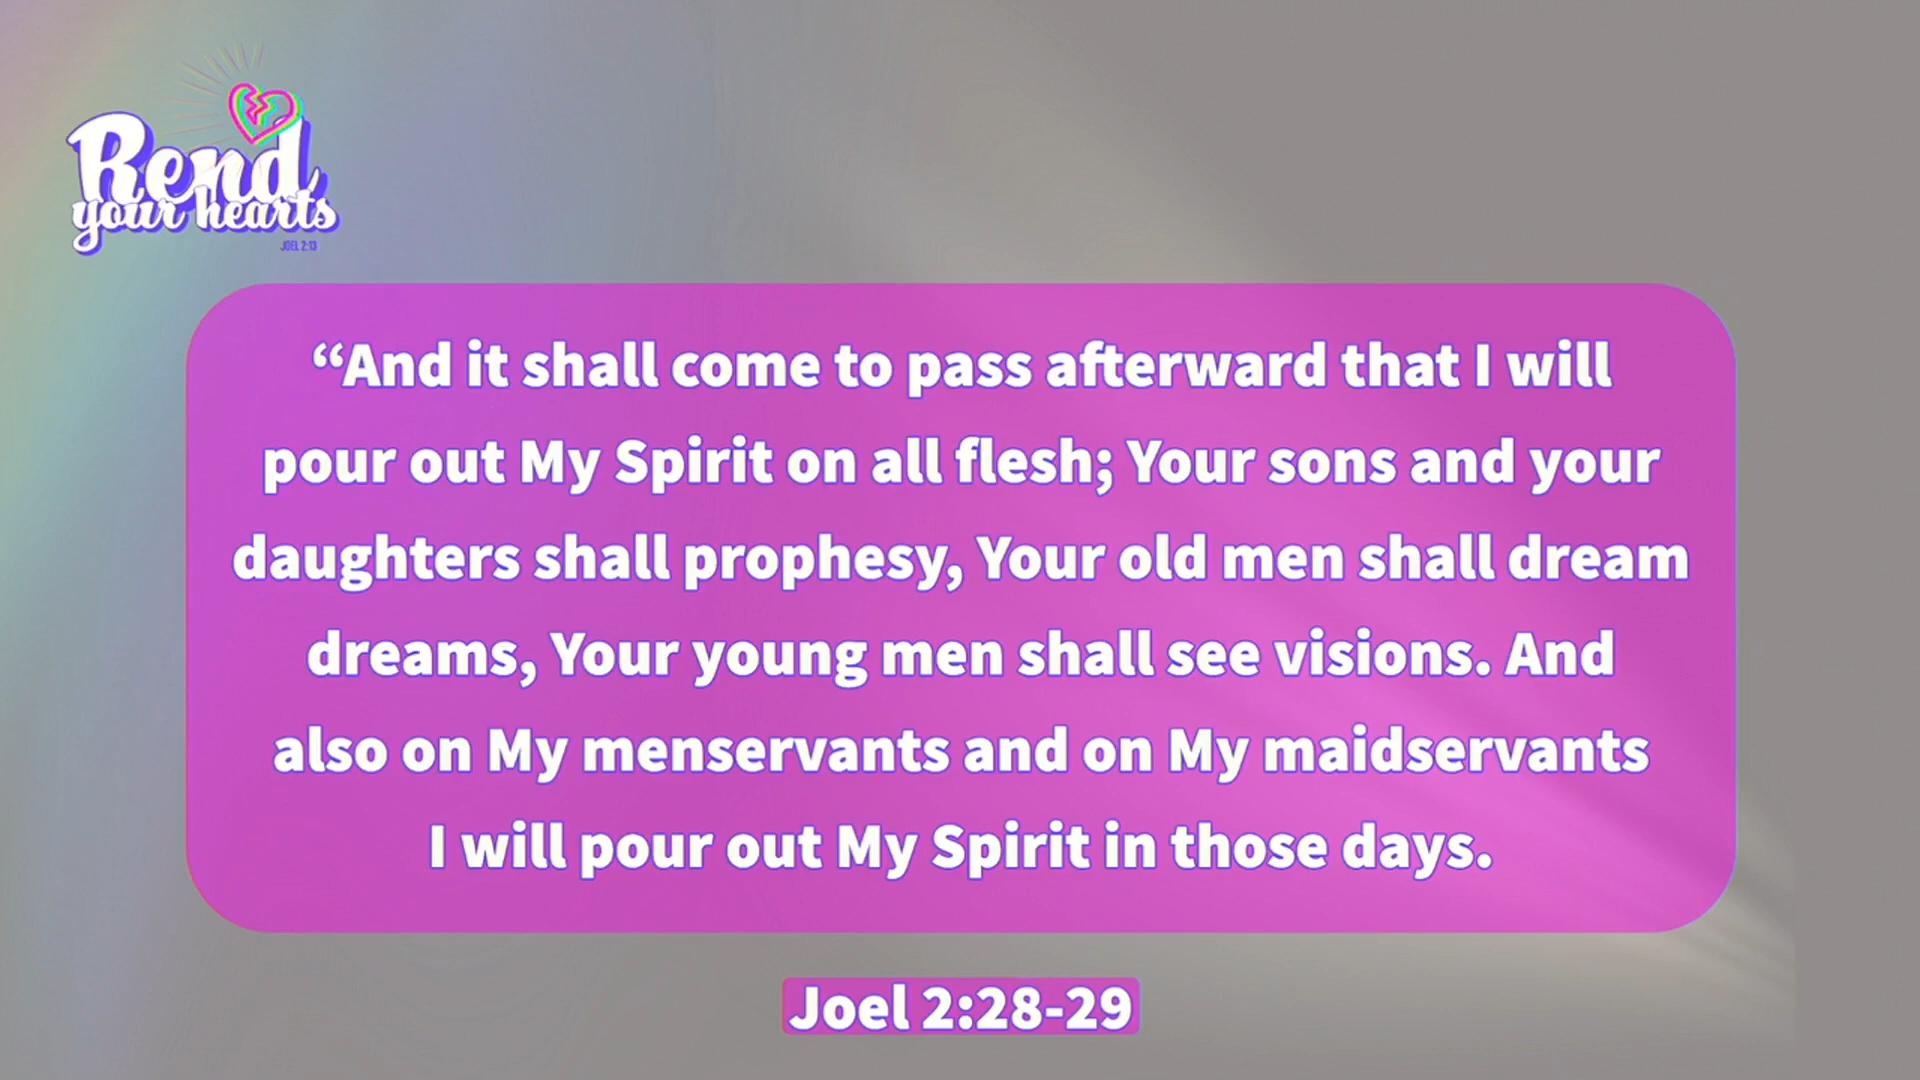 Rend
your hearts
JOEL 2:13
“And it shall come to pass afterward that I will
pour out My Spirit on all flesh; Your sons and your
daughters shall prophesy, Your old men shall dream
dreams, Your young men shall see visions. And
also on My menservants and on My maidservants
I will pour out My Spirit in those days.
Joel 2:28-29